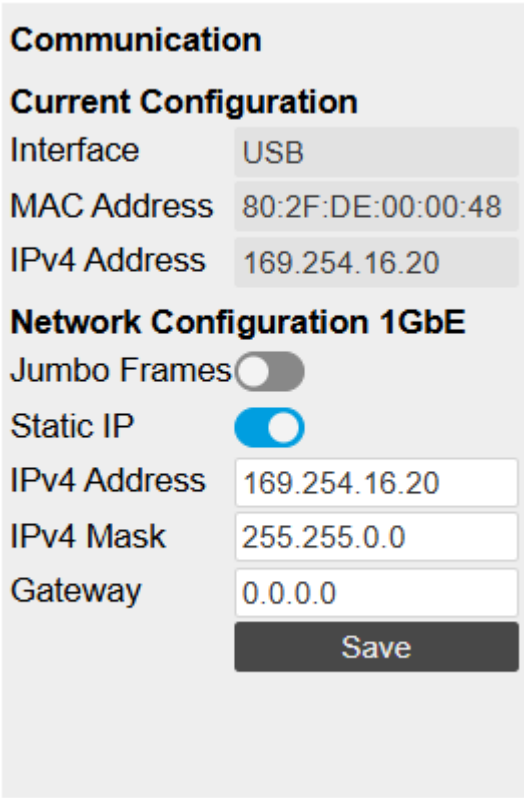 Communication
Current Configuration
Interface USB
MAC Address 80:2F:DE:00:00:48
IPv4 Address 169.254.16.20
Network Configuration 1GbE
Jumbo Frames
Static IP
IPv4 Address 169.254.16.20
IPv4 Mask 255.255.0.0
Gateway 0.0.0.0
Save